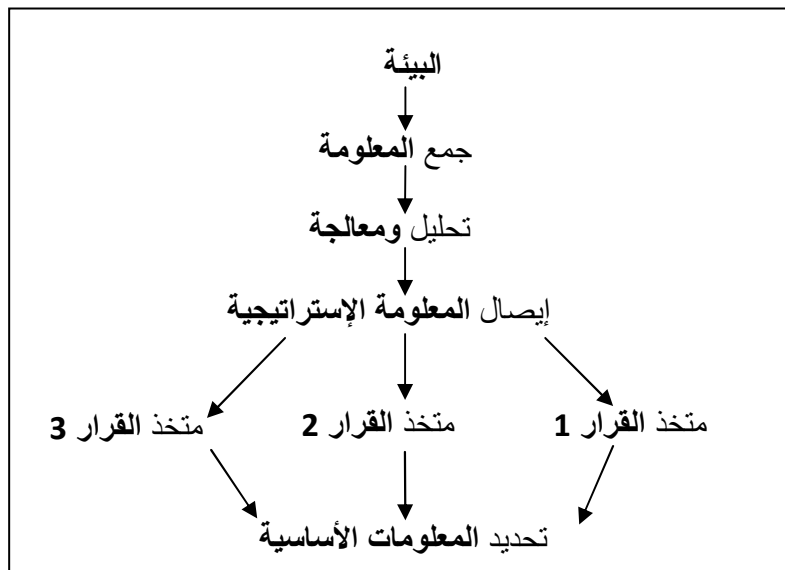 البيئة
جمع المعلومة
تحليل ومعالجة
إيصال المعلومة الإستراتيجية
متخذ القرار 1
متخذ القرار 2
متخذ القرار 3
تحديد المعلومات الأساسية